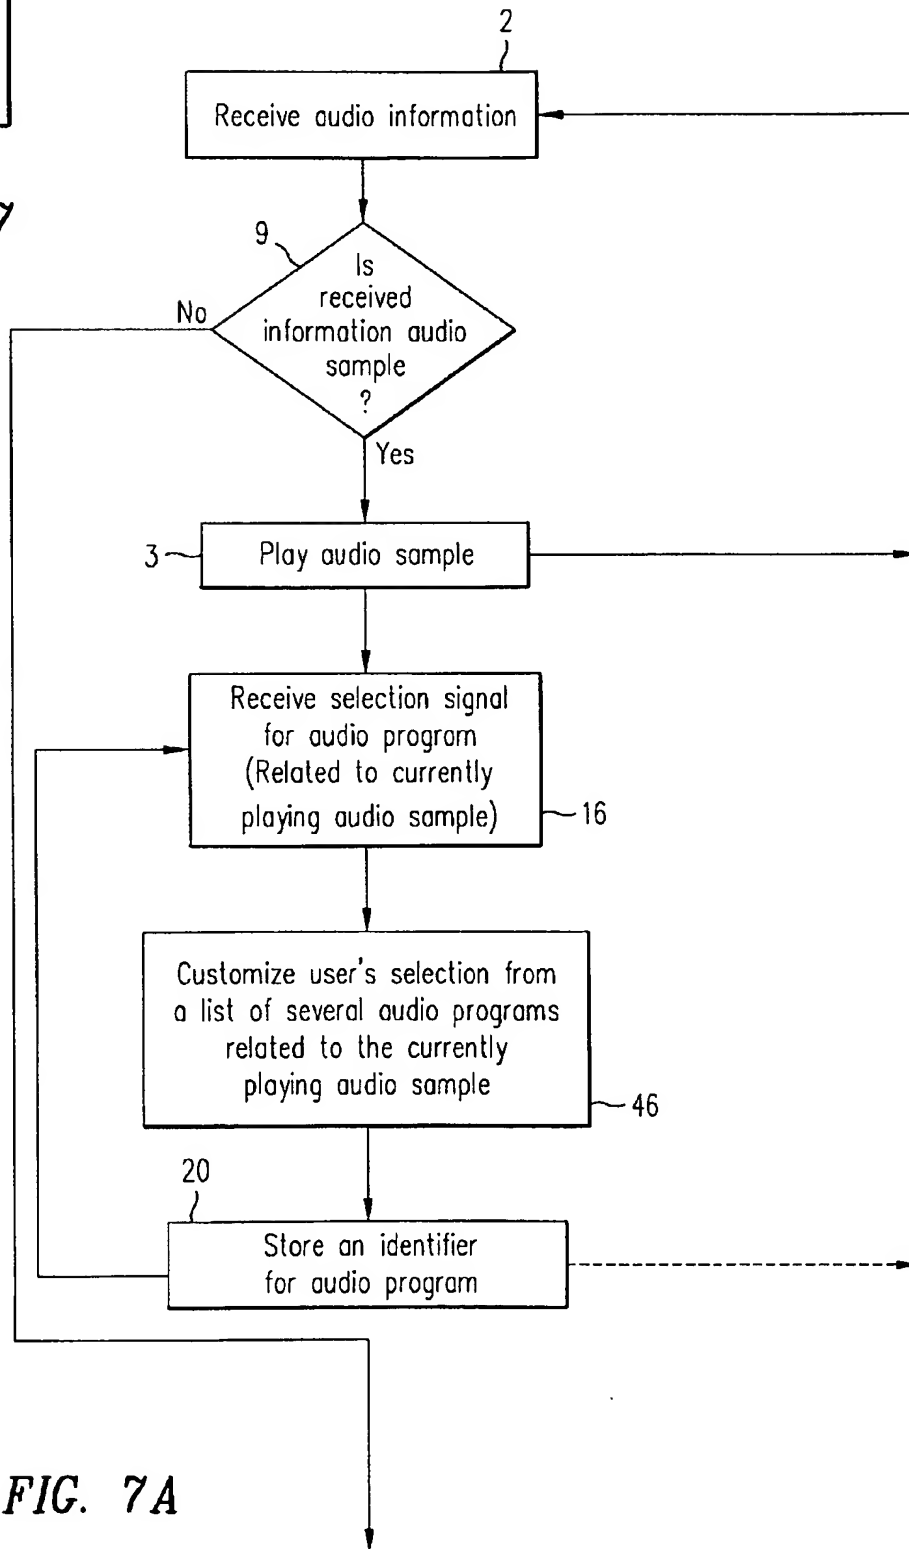 2
Receive audio information
7
9
Is
received
information audio
sample
?
No
Yes
3
Play audio sample
Receive selection signal
for audio program
(Related to currently
playing audio sample)
16
Customize user's selection from
a list of several audio programs
related to the currently
playing audio sample
46
20
Store an identifier
for audio program
FIG. 7A